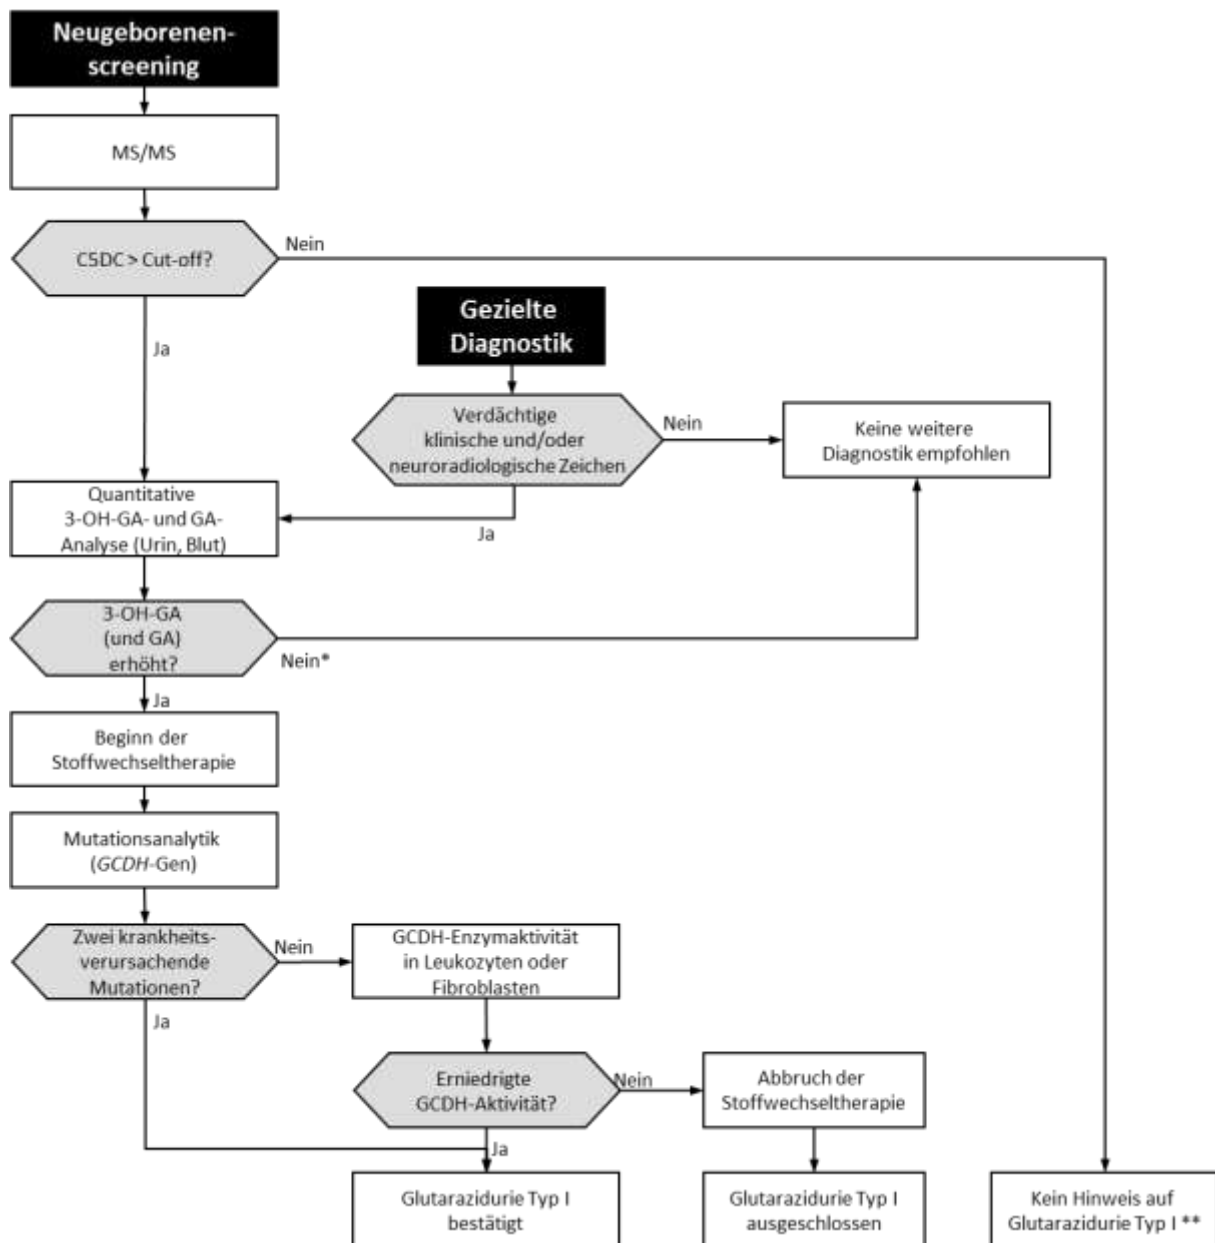 Neugeborenen-
screening
MS/MS
C5DC > Cut-off?
Nein
Ja
Gezielte
Diagnostik
Verdächtige
klinische und/oder
neuroradiologische Zeichen
Nein
Keine weitere
Diagnostik empfohlen
Ja
Quantitative
3-OH-GA- und GA-
Analyse (Urin, Blut)
3-OH-GA
(und GA)
erhöht?
Nein*
Ja
Beginn der
Stoffwechseltherapie
Mutationsanalytik
(GCDH-Gen)
Zwei krankheits-
verursachende
Mutationen?
Nein
Ja
GCDH-Enzymaktivität
in Leukozyten oder
Fibroblasten
Erniedrigte
GCDH-Aktivität?
Nein
Ja
Abbruch der
Stoffwechseltherapie
Glutarazidurie Typ I
bestätigt
Glutarazidurie Typ I
ausgeschlossen
Kein Hinweis auf
Glutarazidurie Typ I **